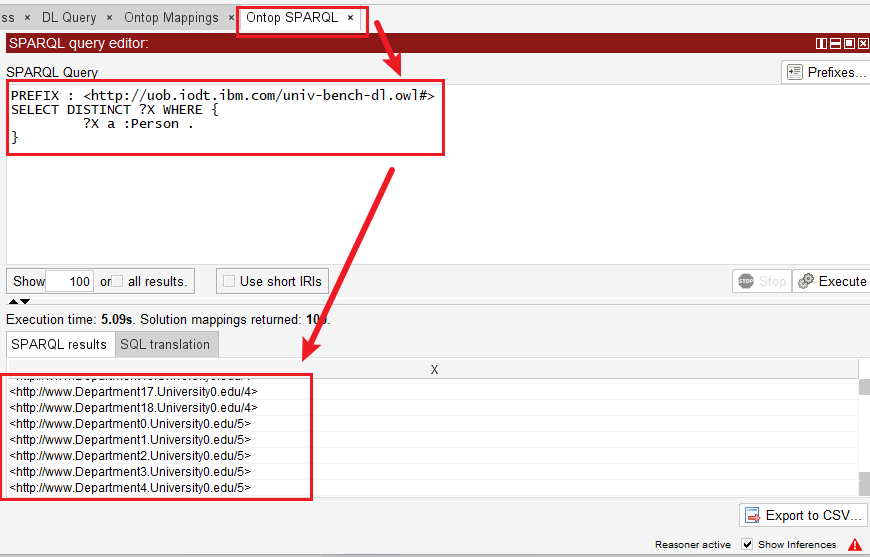 ss × DL Query × Ontop Mappings × Ontop SPARQL ×
SPARQL query editor:
SPARQL Query
Prefixes...
PREFIX : <http://uob.iodt.ibm.com/univ-bench-dl.owl#>
SELECT DISTINCT ?X WHERE {
?X a :Person .
}
Show 100 or all results. Use short IRIs STOP Stop Execute
Execution time: 5.09s. Solution mappings returned: 100.
SPARQL results SQL translation
X
<http://www.Department17.University0.edu/4>
<http://www.Department18.University0.edu/4>
<http://www.Department0.University0.edu/5>
<http://www.Department1.University0.edu/5>
<http://www.Department2.University0.edu/5>
<http://www.Department3.University0.edu/5>
<http://www.Department4.University0.edu/5>
Export to CSV...
Reasoner active Show Inferences